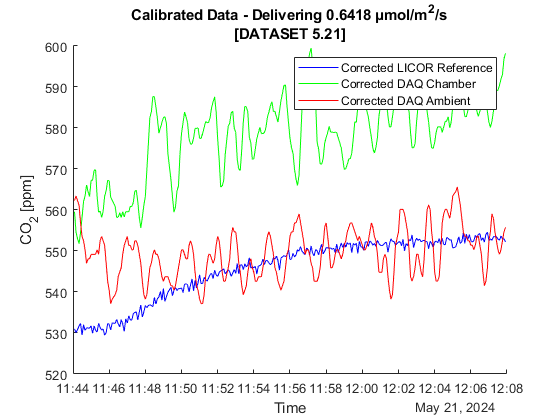 Calibrated Data - Delivering 0.6418 μmol/m²/s
[DATASET 5.21]
Corrected LICOR Reference
Corrected DAQ Chamber
Corrected DAQ Ambient
CO₂ [ppm]
600
590
580
570
560
550
540
530
520
11:44 11:46 11:48 11:50 11:52 11:54 11:56 11:58 12:00 12:02 12:04 12:06 12:08
Time
May 21, 2024